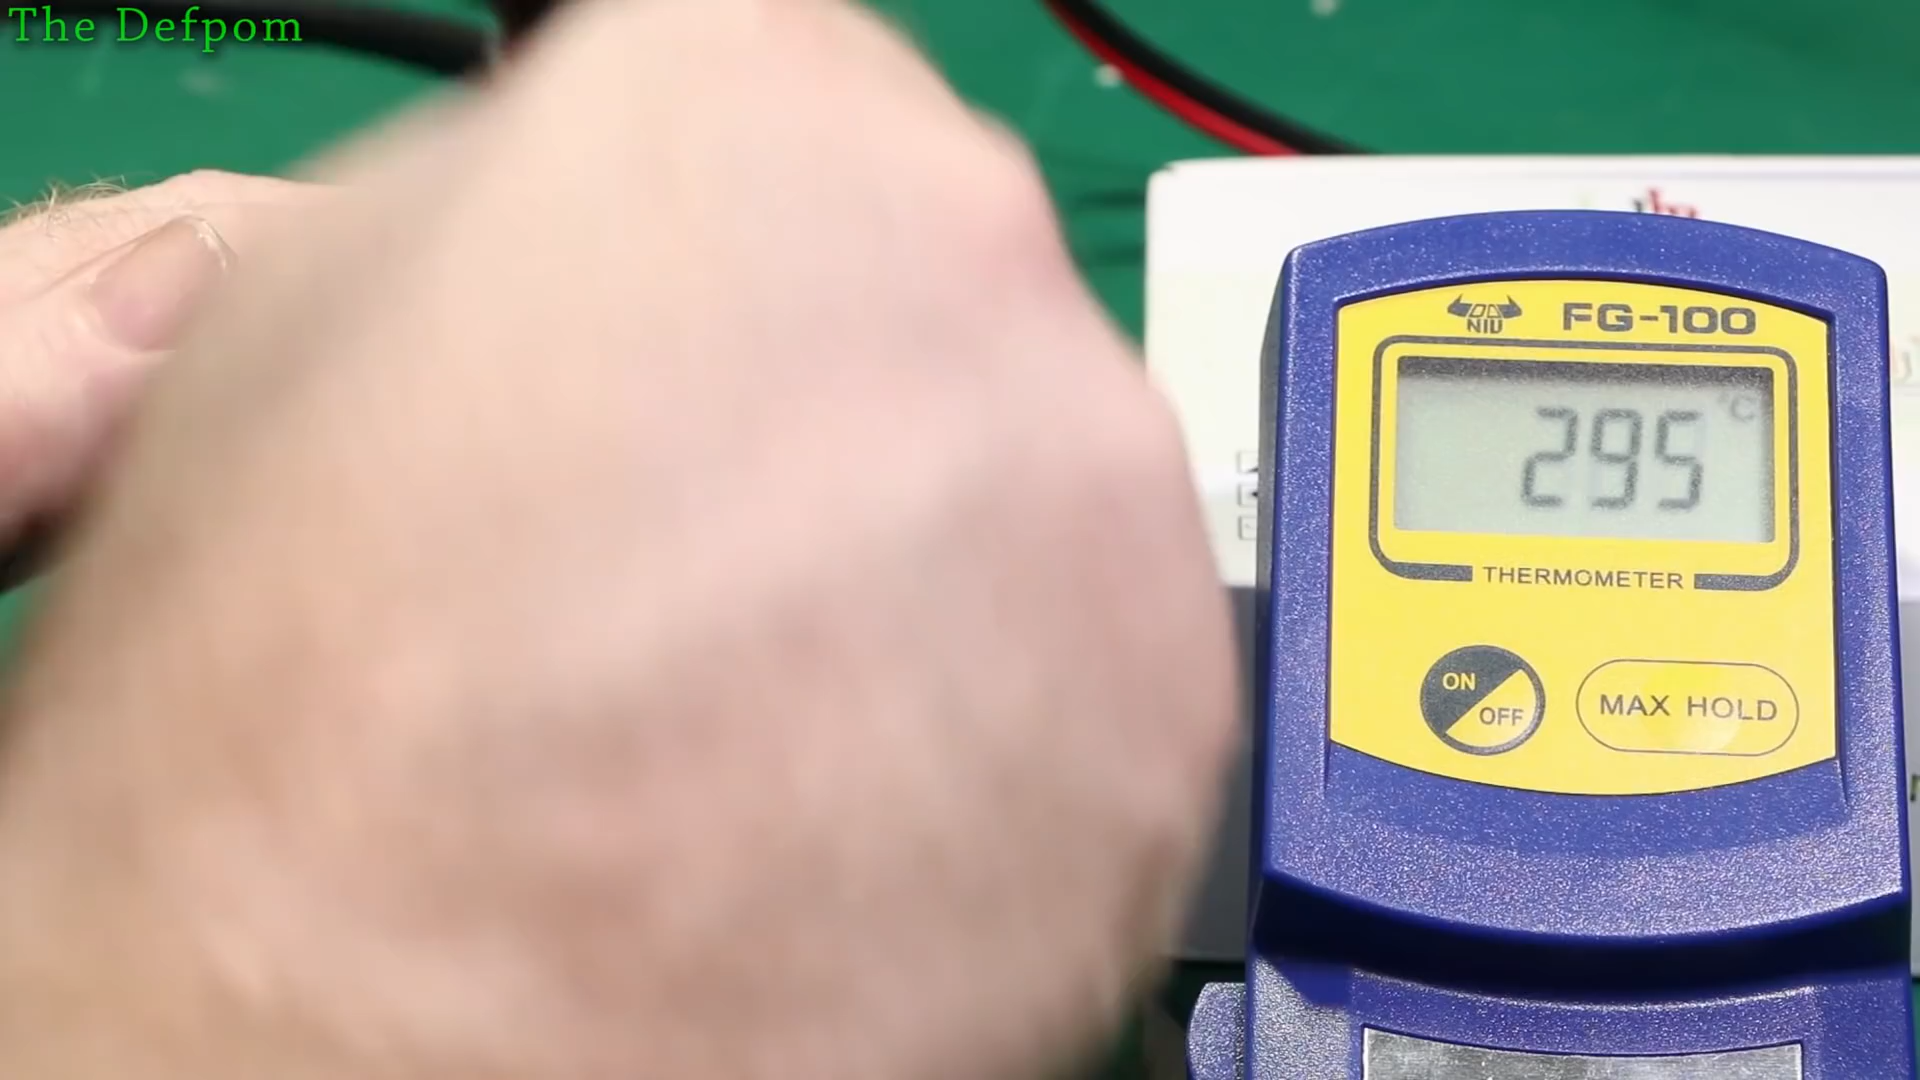 The Defpom
NIU
FG-100
°C
295
THERMOMETER
ON
OFF
MAX HOLD